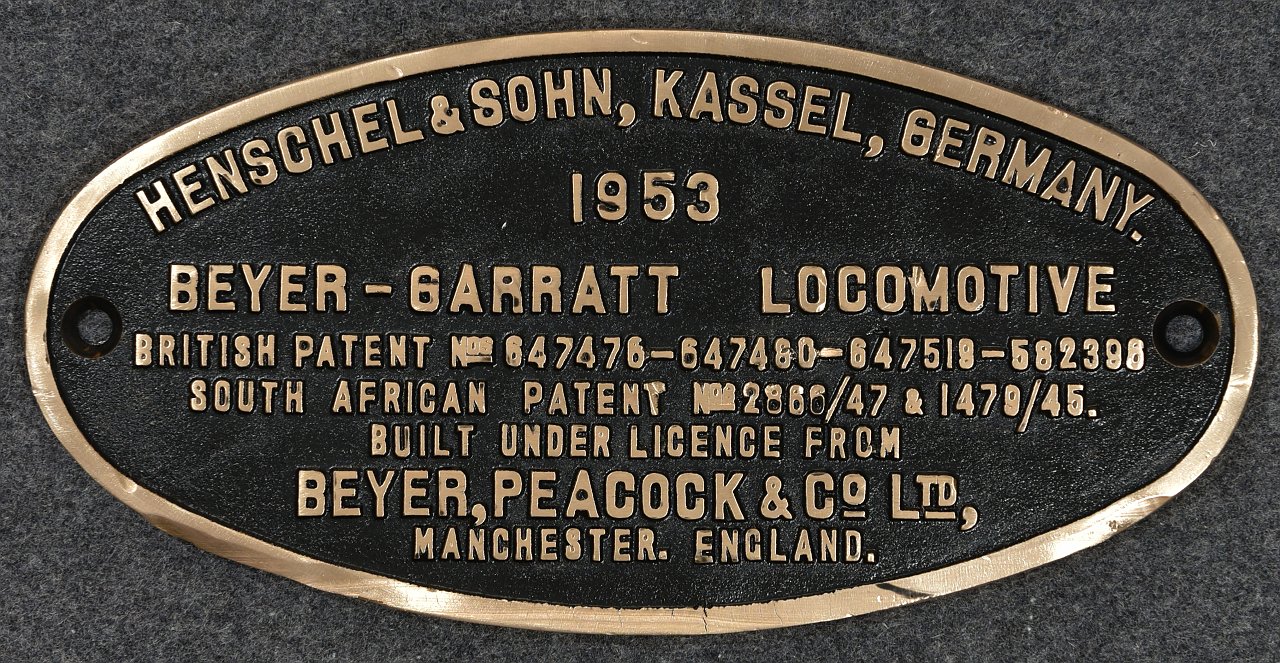 HENSCHEL & SOHN, KASSEL, GERMANY.
1953
BEYER-GARRATT LOCOMOTIVE
BRITISH PATENT Nos 647476-647480-647519-582396
SOUTH AFRICAN PATENT Nos 2866/47 & 1479/45.
BUILT UNDER LICENCE FROM
BEYER, PEACOCK & Co LTD,
MANCHESTER. ENGLAND.